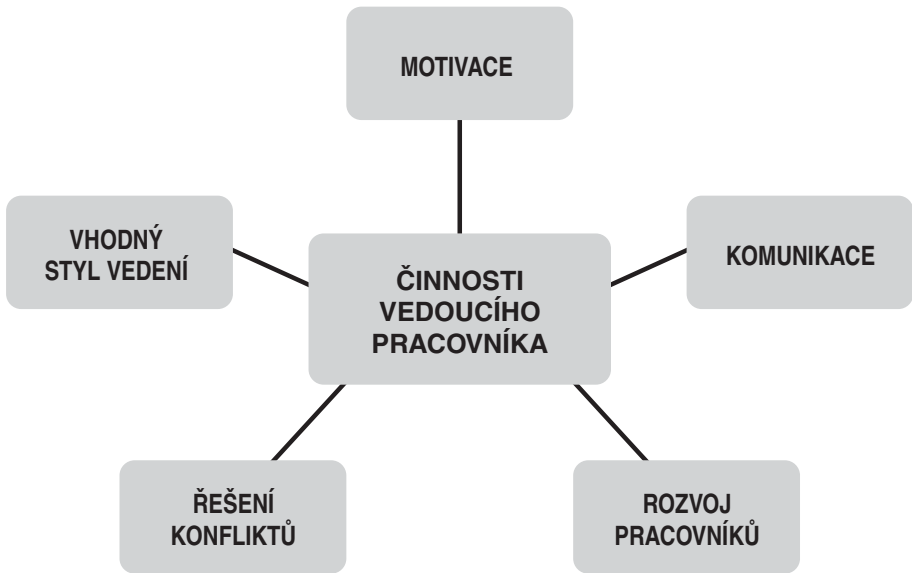 MOTIVACE
VHODNÝ
STYL VEDENÍ
KOMUNIKACE
ČINNOSTI
VEDOUCÍHO
PRACOVNÍKA
ŘEŠENÍ
KONFLIKTŮ
ROZVOJ
PRACOVNÍKŮ